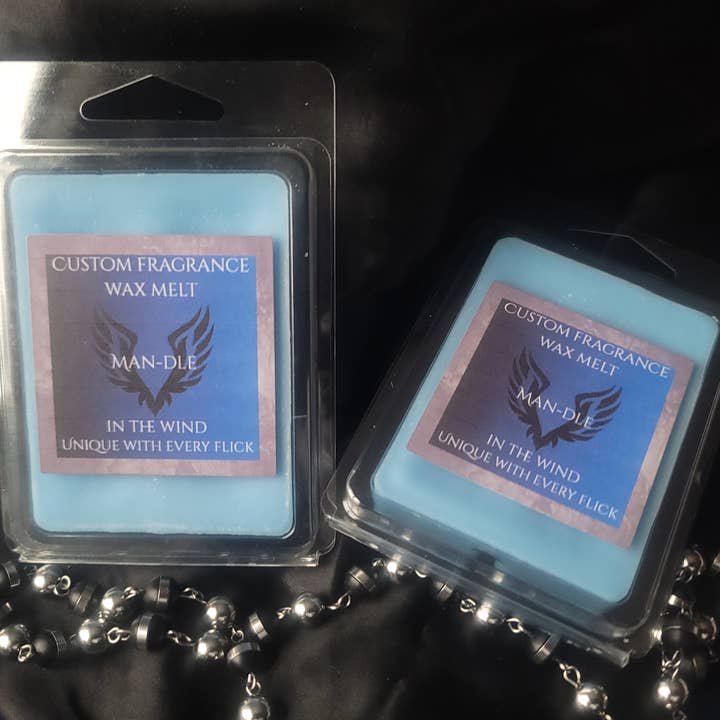 CUSTOM FRAGRANCE
WAX MELT
MAN-DLE
IN THE WIND
UNIQUE WITH EVERY FLICK
CUSTOM FRAGRANCE
WAX MELT
MAN-DLE
IN THE WIND
UNIQUE WITH EVERY FLICK